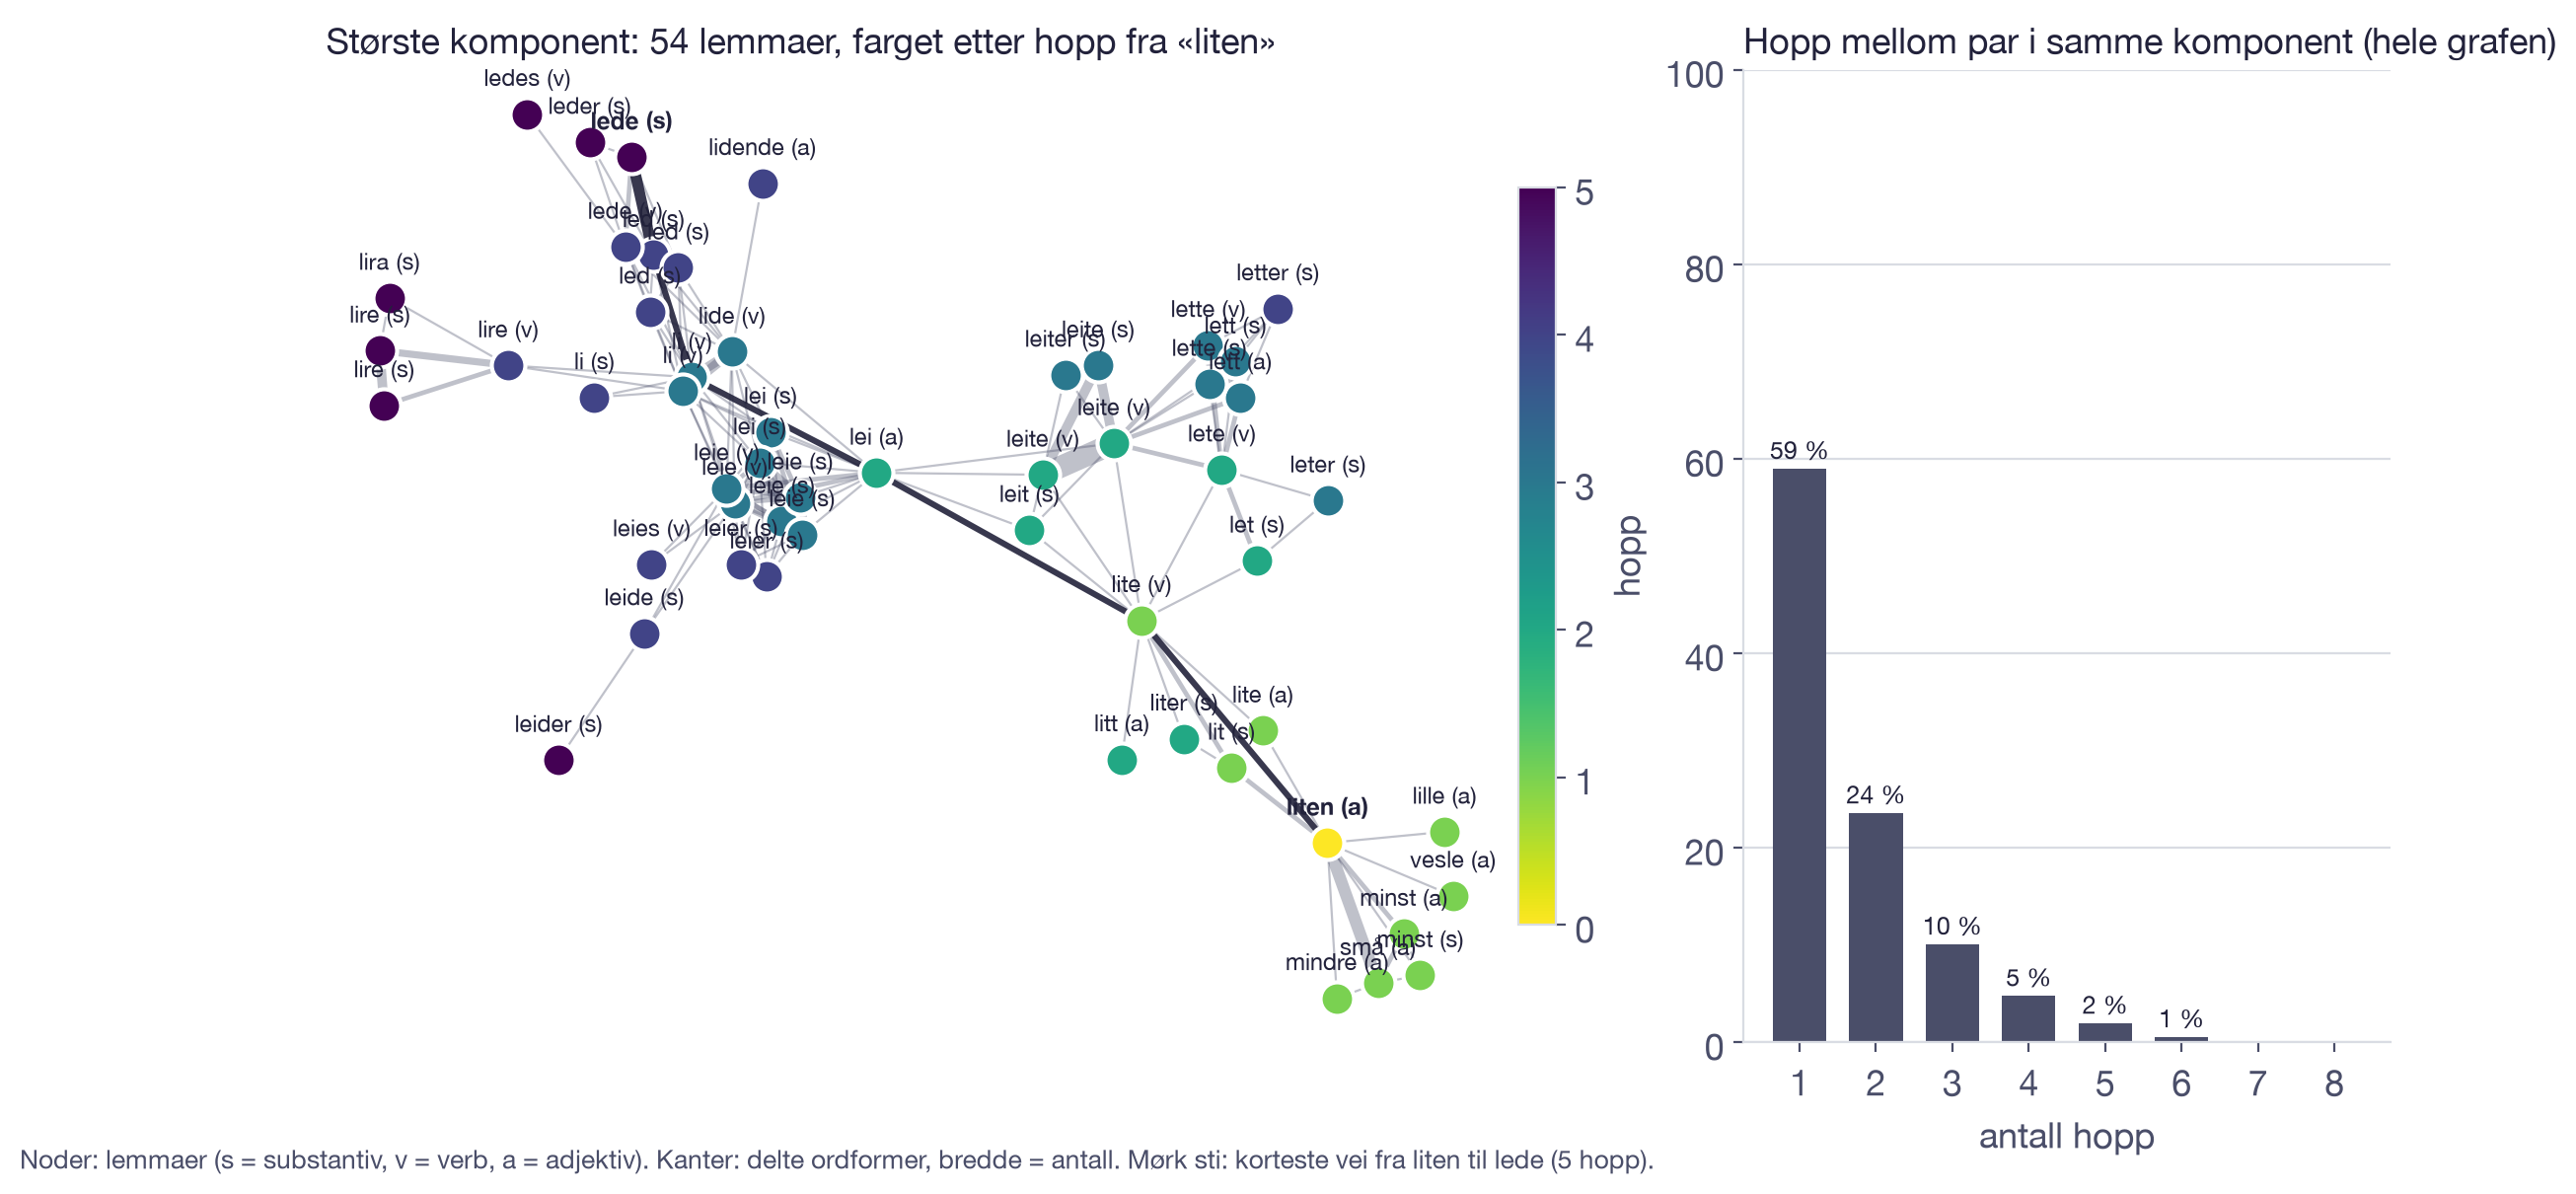 Største komponent: 54 lemmaer, farget etter hopp fra «liten»
ledes (v)
leder (s)
lede (s)
lidende (a)
lede (v)
led (s)
led (s)
led (s)
lira (s)
lire (s)
lire (s)
lire (v)
li (s)
lide (v)
li (v)
li (v)
lei (s)
lei (s)
lei (a)
leie (v)
leie (v)
leie (s)
leie (s)
leie (s)
leies (v)
leier (s)
leier (s)
leide (s)
leider (s)
letter (s)
lette (v)
lett (s)
lette (s)
lett (a)
leiter (s)
leite (s)
leite (v)
leite (v)
lete (v)
leter (s)
leit (s)
let (s)
lite (v)
litt (a)
liter (s)
lite (a)
lit (s)
liten (a)
lille (a)
vesle (a)
minst (a)
minst (s)
små (a)
mindre (a)
5
4
3
2
1
0
hopp
Hopp mellom par i samme komponent (hele grafen)
100
80
60
40
20
0
59 %
24 %
10 %
5 %
2 %
1 %
1 2 3 4 5 6 7 8
antall hopp
Noder: lemmaer (s = substantiv, v = verb, a = adjektiv). Kanter: delte ordformer, bredde = antall. Mørk sti: korteste vei fra liten til lede (5 hopp).